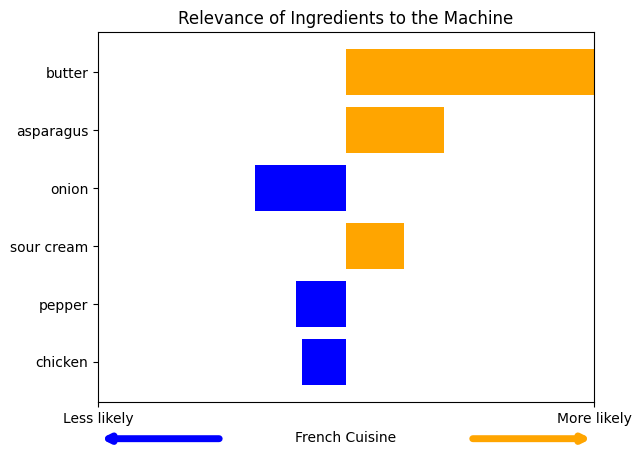 Relevance of Ingredients to the Machine
butter
asparagus
onion
sour cream
pepper
chicken
Less likely
More likely
French Cuisine